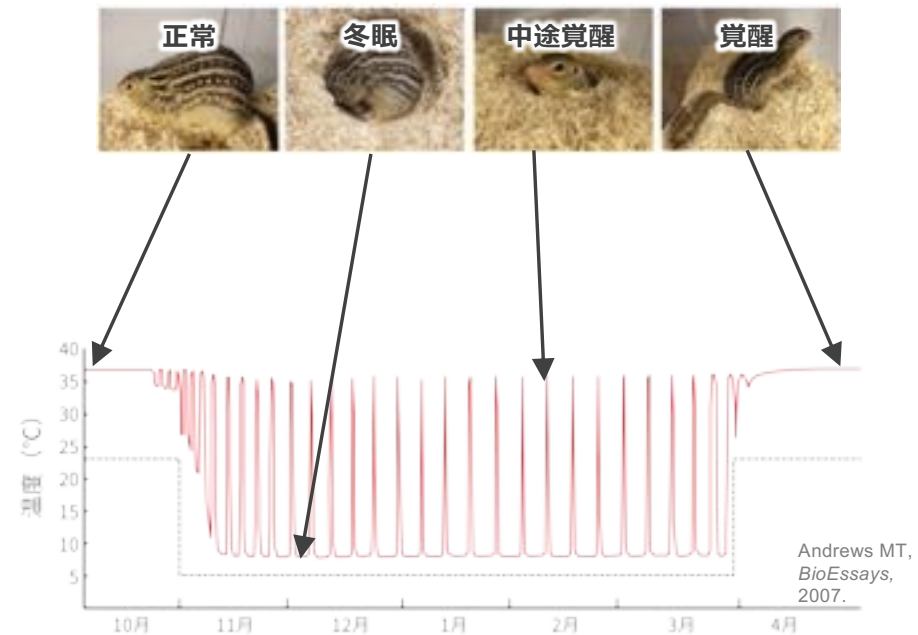 正常
冬眠
中途覚醒
覚醒
40
35
30
25
20
15
10
5
温度（℃）
10月
11月
12月
1月
2月
3月
4月
Andrews MT,
BioEssays,
2007.